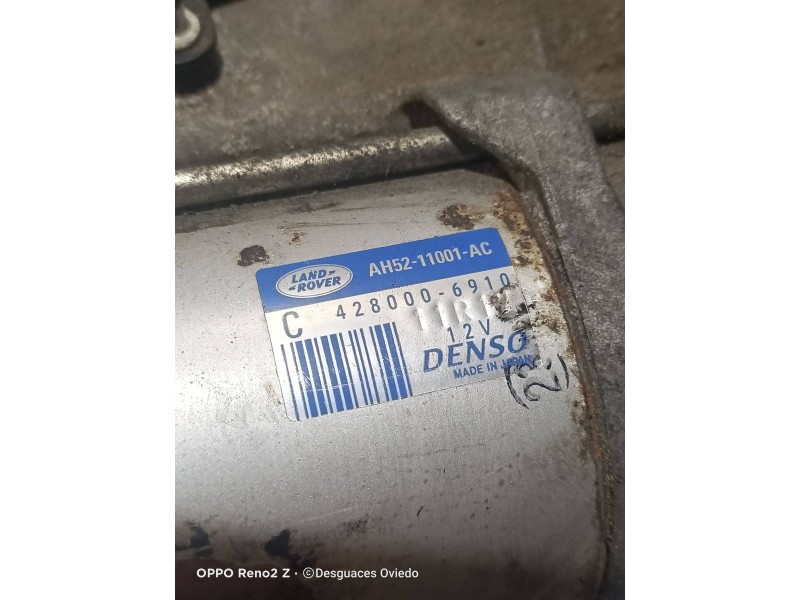 LAND-
-ROVER
AH52-11001-AC
C 428000-6910
12V
DENSO
MADE IN JAPAN
OPPO Reno2 Z • ©Desguaces Oviedo